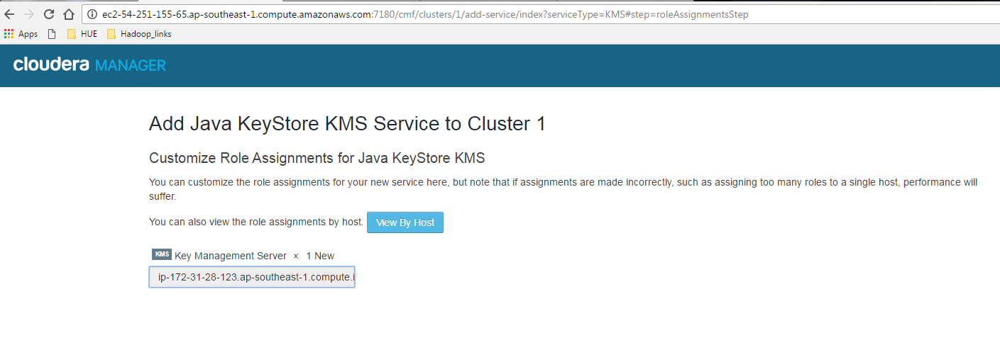 ec2-54-251-155-65.ap-southeast-1.compute.amazonaws.com:7180/cmf/clusters/1/add-service/index?serviceType=KMS#step=roleAssignmentsStep
Apps HUE Hadoop_links
cloudera MANAGER
Add Java KeyStore KMS Service to Cluster 1
Customize Role Assignments for Java KeyStore KMS
You can customize the role assignments for your new service here, but note that if assignments are made incorrectly, such as assigning too many roles to a single host, performance will
suffer.
You can also view the role assignments by host. View By Host
KMS Key Management Server × 1 New
ip-172-31-28-123.ap-southeast-1.compute.i